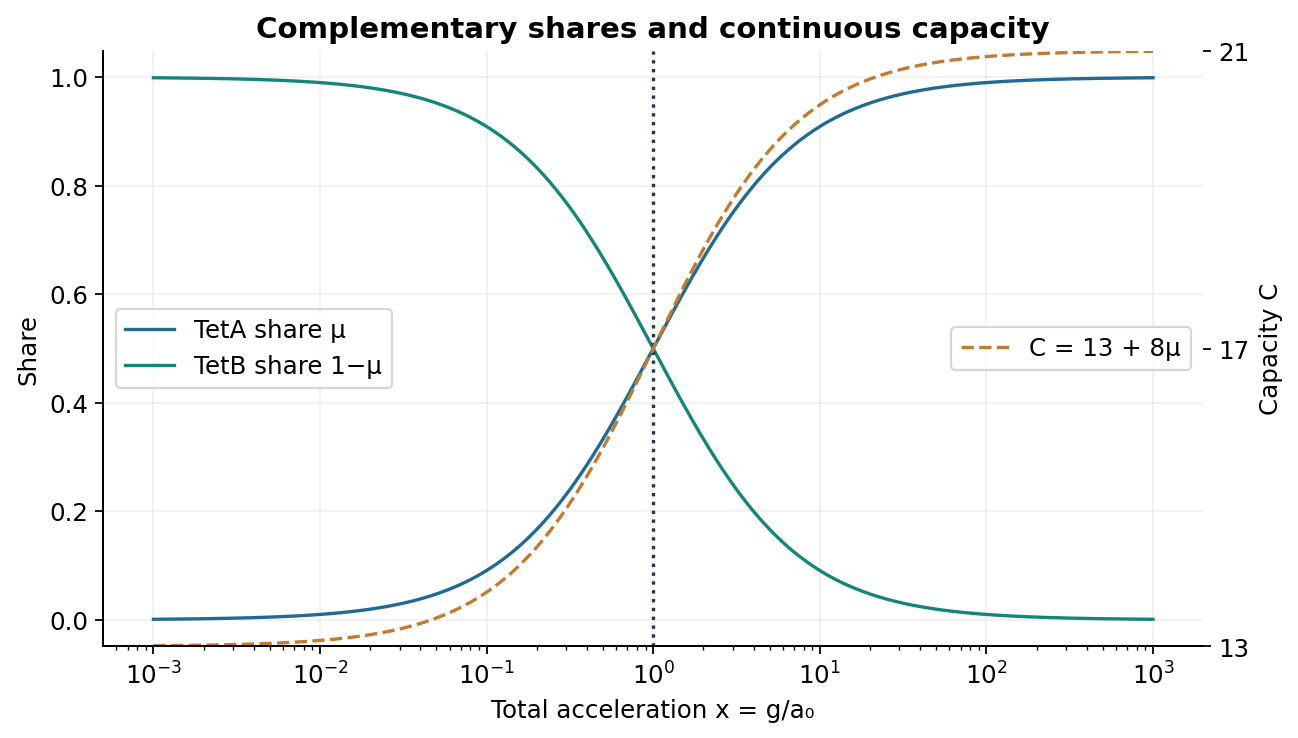 Complementary shares and continuous capacity
Share
1.0
0.8
0.6
0.4
0.2
0.0
TetA share μ
TetB share 1−μ
C = 13 + 8μ
21
17
13
Capacity C
10⁻³
10⁻²
10⁻¹
10⁰
10¹
10²
10³
Total acceleration x = g/a₀